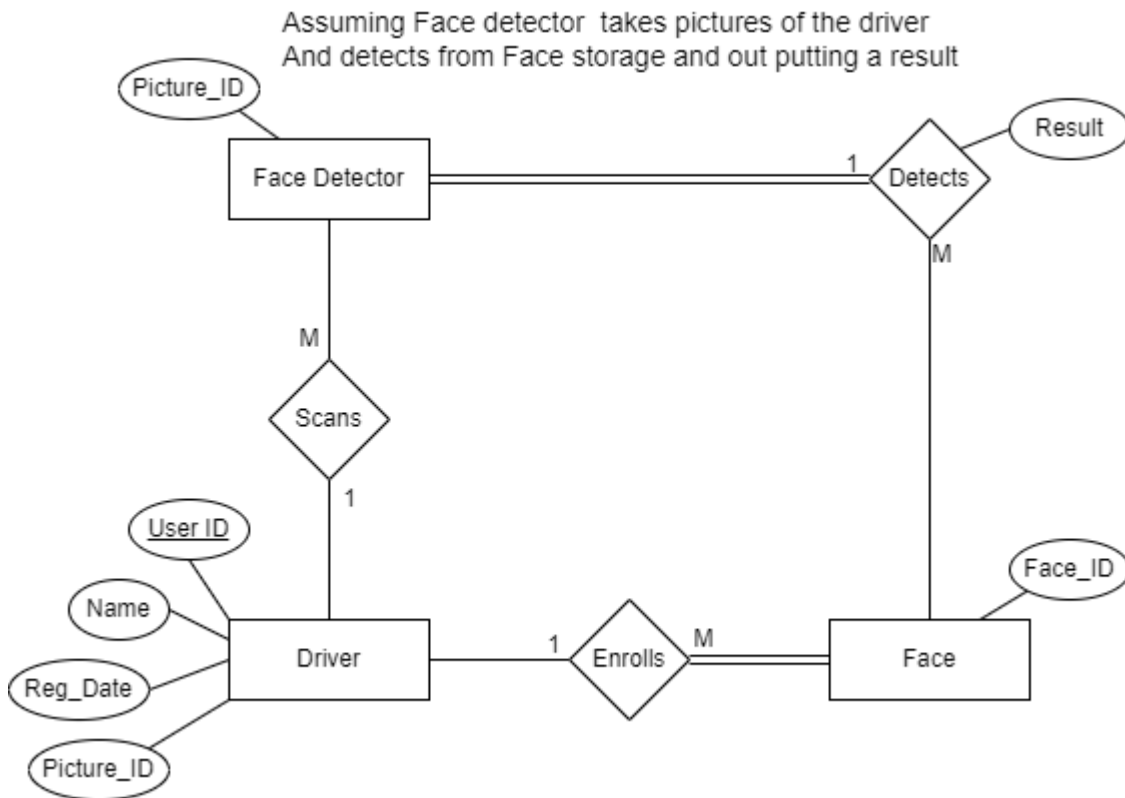 Assuming Face detector takes pictures of the driver
And detects from Face storage and out putting a result
Picture_ID
Result
Face Detector
1
Detects
M
M
Scans
1
User ID
Face_ID
Name
1
M
Driver
Enrolls
Face
Reg_Date
Picture_ID